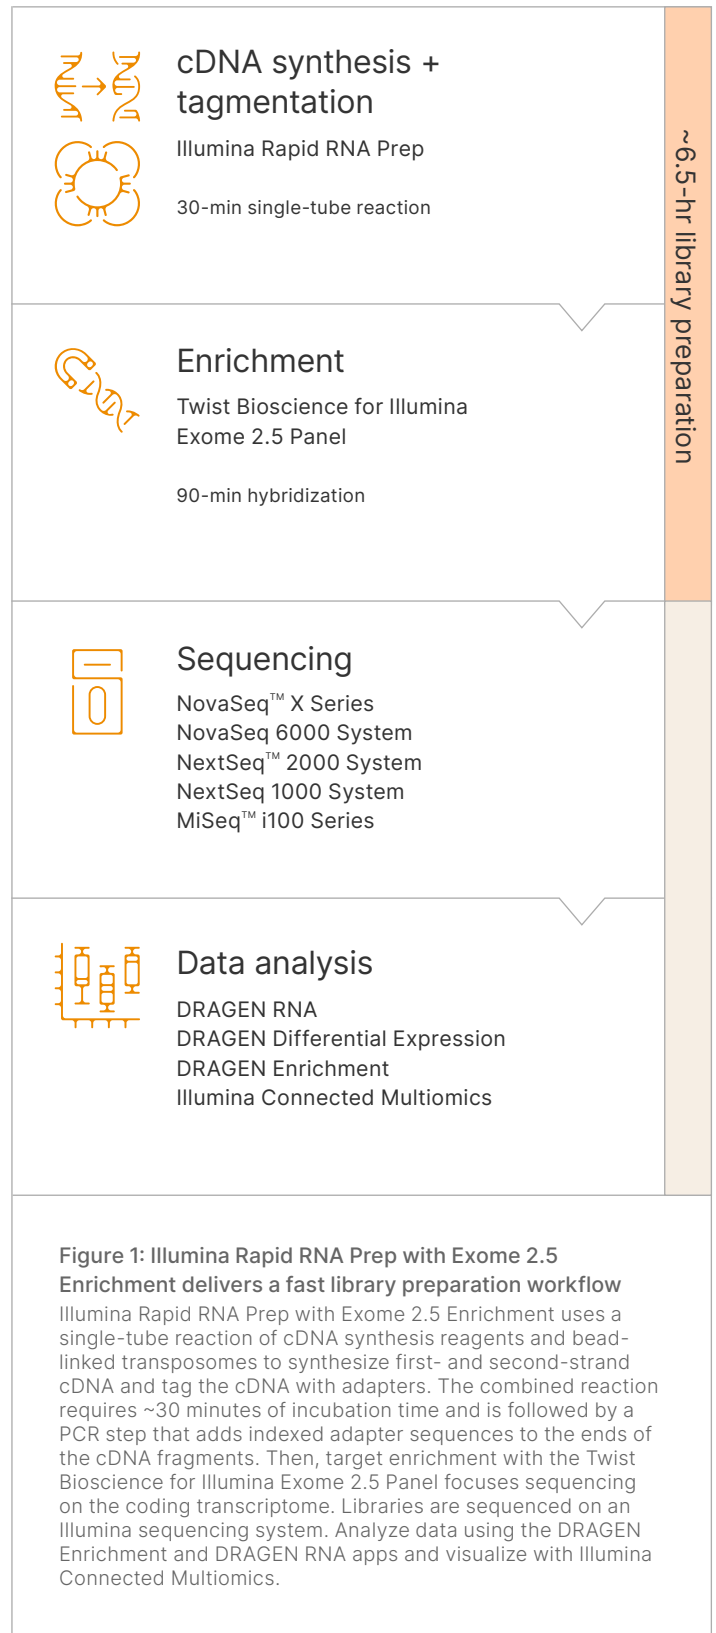 cDNA synthesis +
tagmentation
Illumina Rapid RNA Prep
30-min single-tube reaction
~6.5-hr library preparation
Enrichment
Twist Bioscience for Illumina
Exome 2.5 Panel
90-min hybridization
Sequencing
NovaSeq™ X Series
NovaSeq 6000 System
NextSeq™ 2000 System
NextSeq 1000 System
MiSeq™ i100 Series
Data analysis
DRAGEN RNA
DRAGEN Differential Expression
DRAGEN Enrichment
Illumina Connected Multiomics
Figure 1: Illumina Rapid RNA Prep with Exome 2.5
Enrichment delivers a fast library preparation workflow
Illumina Rapid RNA Prep with Exome 2.5 Enrichment uses a
single-tube reaction of cDNA synthesis reagents and bead-
linked transposomes to synthesize first- and second-strand
cDNA and tag the cDNA with adapters. The combined reaction
requires ~30 minutes of incubation time and is followed by a
PCR step that adds indexed adapter sequences to the ends of
the cDNA fragments. Then, target enrichment with the Twist
Bioscience for Illumina Exome 2.5 Panel focuses sequencing
on the coding transcriptome. Libraries are sequenced on an
Illumina sequencing system. Analyze data using the DRAGEN
Enrichment and DRAGEN RNA apps and visualize with Illumina
Connected Multiomics.